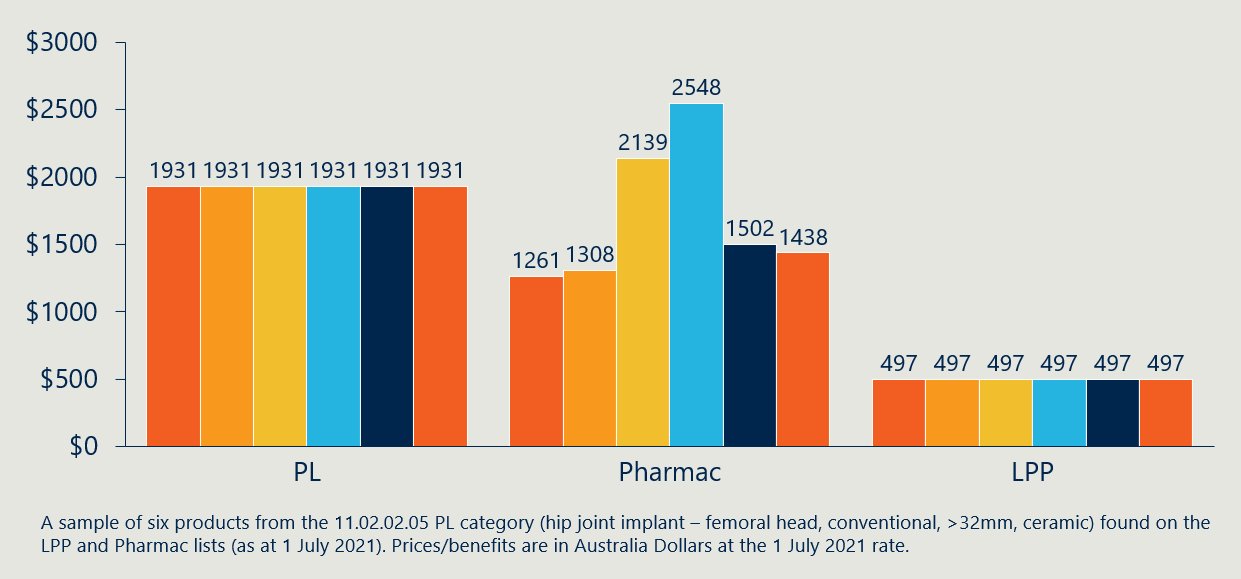 $3000
$2500
$2000
$1500
$1000
$500
$0
1931 1931 1931 1931 1931 1931
1261 1308 2139 2548 1502 1438
497 497 497 497 497 497
PL Pharmac LPP
A sample of six products from the 11.02.02.05 PL category (hip joint implant – femoral head, conventional, >32mm, ceramic) found on the
LPP and Pharmac lists (as at 1 July 2021). Prices/benefits are in Australia Dollars at the 1 July 2021 rate.